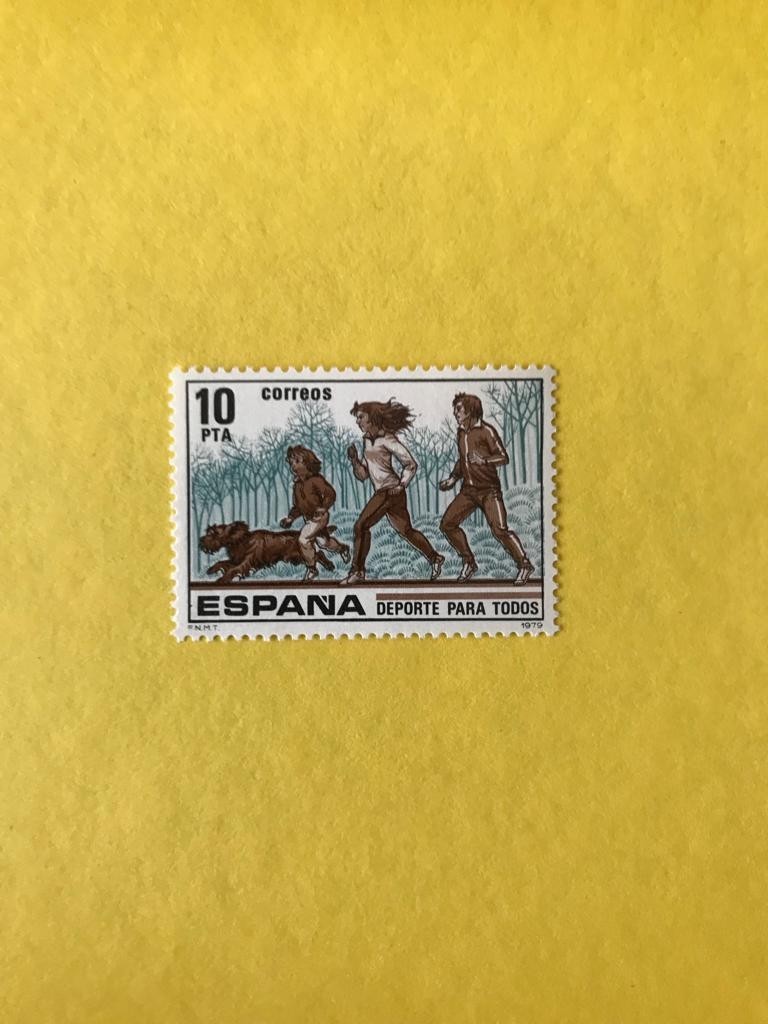 10 correos
PTA
ESPAÑA DEPORTE PARA TODOS
F.N.M.T. 1979